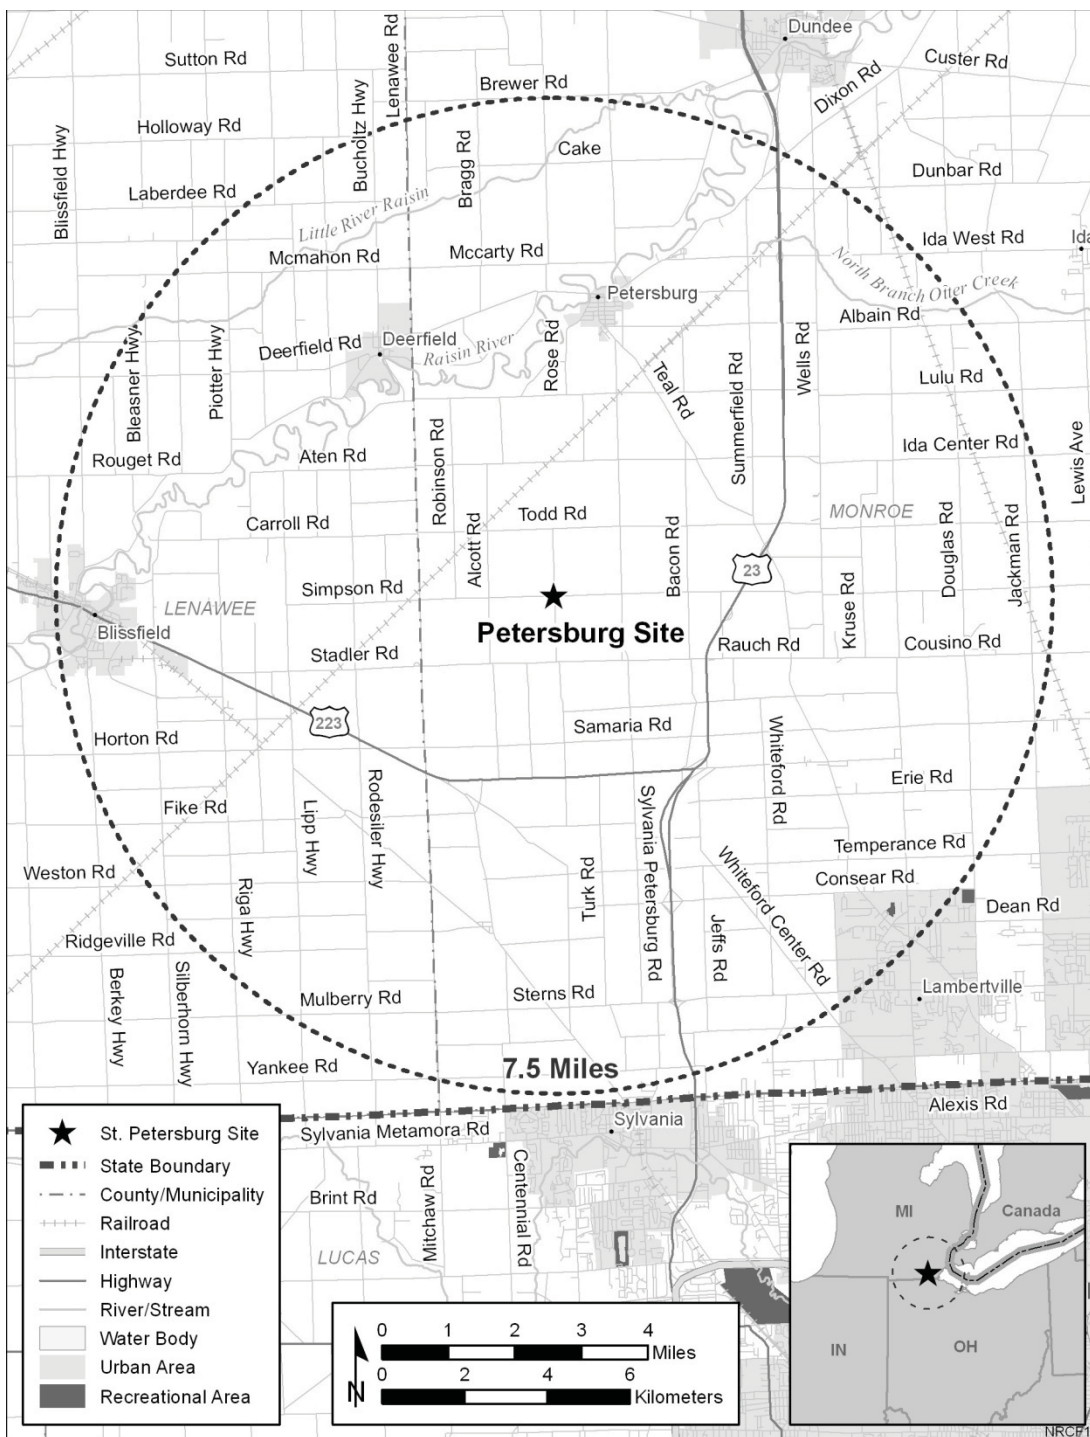 Dundee
Sutton Rd
Lenawee Rd
Custer Rd
Brewer Rd
Dixon Rd
Bucholtz Hwy
Holloway Rd
Blissfield Hwy
Bragg Rd
Cake
Dunbar Rd
Laberdee Rd
Little River Raisin
Ida West Rd
Ida
Mcmahon Rd
Mccarty Rd
North Branch Otter Creek
Petersburg
Albain Rd
Deerfield Rd
Deerfield
Raisin River
Rose Rd
Bleasner Hwy
Piotter Hwy
Teal Rd
Summerfield Rd
Wells Rd
Lulu Rd
Rouget Rd
Aten Rd
Robinson Rd
Ida Center Rd
Lewis Ave
Carroll Rd
Alcott Rd
Todd Rd
Bacon Rd
MONROE
Douglas Rd
Jackman Rd
23
Simpson Rd
LENAWEE
Kruse Rd
Blissfield
Petersburg Site
Stadler Rd
Rauch Rd
Cousino Rd
223
Samaria Rd
Horton Rd
Whiteford Rd
Erie Rd
Fike Rd
Lipp Hwy
Rodesiler Hwy
Sylvania Petersburg Rd
Temperance Rd
Weston Rd
Turk Rd
Whiteford Center Rd
Consear Rd
Riga Hwy
Dean Rd
Ridgeville Rd
Jeffs Rd
Berkey Hwy
Silberhorn Hwy
Mulberry Rd
Sterns Rd
Lambertville
Yankee Rd
7.5 Miles
Alexis Rd
Sylvania Metamora Rd
Sylvania
Brint Rd
Mitchaw Rd
Centennial Rd
LUCAS
St. Petersburg Site
State Boundary
County/Municipality
Railroad
Interstate
Highway
River/Stream
Water Body
Urban Area
Recreational Area
N
0 1 2 3 4
Miles
0 2 4 6
Kilometers
MI
Canada
IN
OH